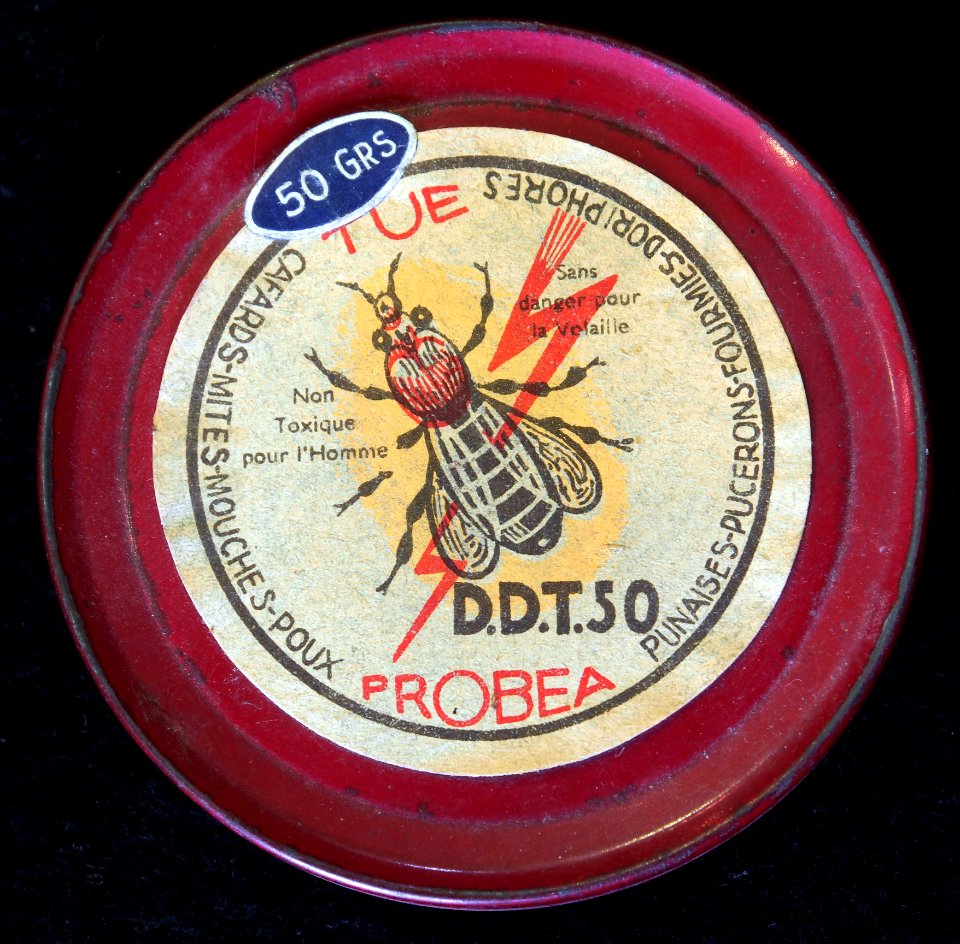 50 GRS
TUE
CAFARDS-MITES-MOUCHES-POUX
PUNAISES-PUCERONS-FOURMIES-DORIPHORES
Sans
danger pour
la Volaille
Non
Toxique
pour l'Homme
D.D.T.50
PROBEA